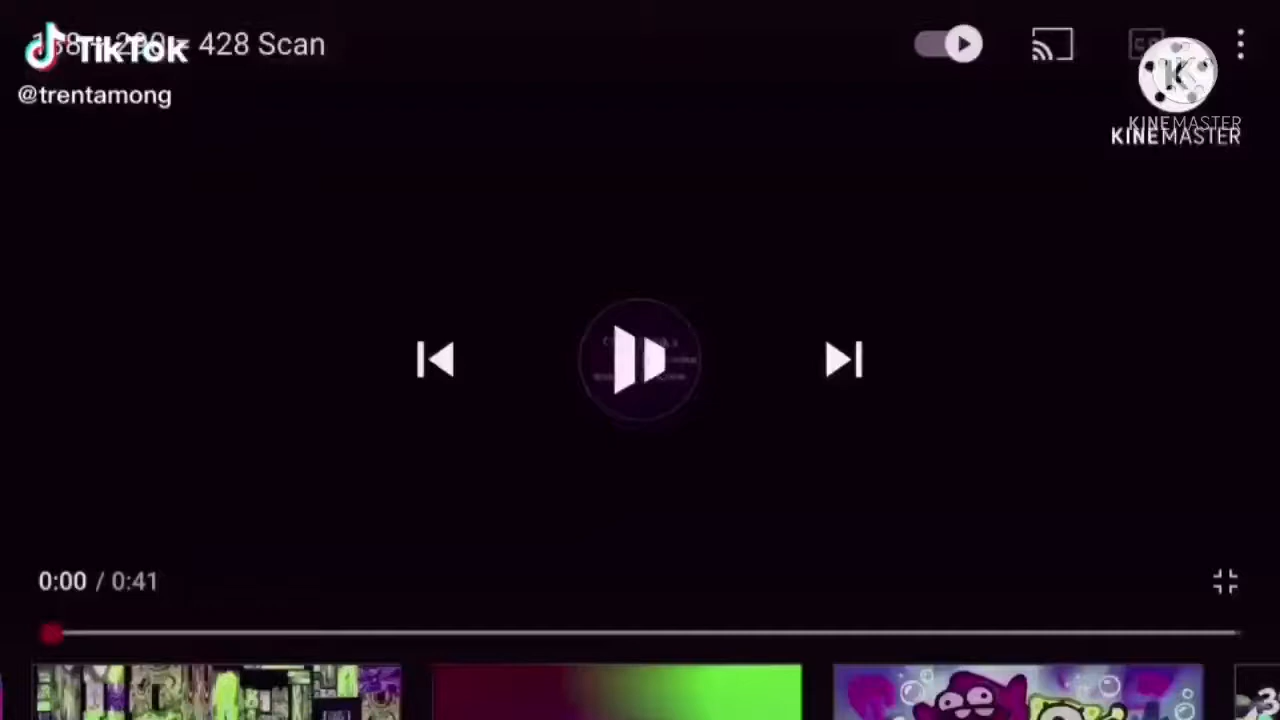 428 Scan
TikTok
@trentamong
KINEMASTER
KINEMASTER
0:00 / 0:41